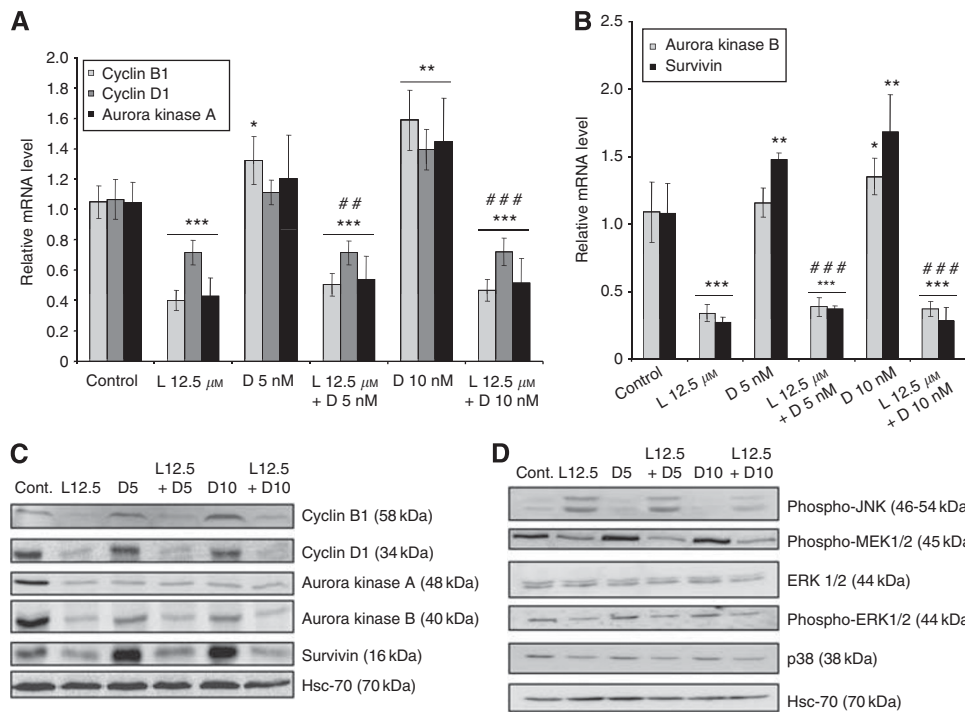 A
Relative mRNA level
2.0
1.8
1.6
1.4
1.2
1.0
0.8
0.6
0.4
0.2
0
Cyclin B1
Cyclin D1
Aurora kinase A
***
*
##
***
**
###
***
Control
L 12.5 μM
D 5 nM
L 12.5 μM
+ D 5 nM
D 10 nM
L 12.5 μM
+ D 10 nM
B
Relative mRNA level
2.5
2.0
1.5
1.0
0.5
0.0
Aurora kinase B
Survivin
***
**
###
***
*
**
###
***
Control
L 12.5 μM
D 5 nM
L 12.5 μM
+ D 5 nM
D 10 nM
L 12.5 μM
+ D 10 nM
C
Cont.
L12.5
D5
L12.5
+ D5
D10
L12.5
+ D10
Cyclin B1 (58 kDa)
Cyclin D1 (34 kDa)
Aurora kinase A (48 kDa)
Aurora kinase B (40 kDa)
Survivin (16 kDa)
Hsc-70 (70 kDa)
D
Cont.
L12.5
D5
L12.5
+ D5
D10
L12.5
+ D10
Phospho-JNK (46-54 kDa
Phospho-MEK1/2 (45 kDa
ERK 1/2 (44 kDa)
Phospho-ERK1/2 (44 kDa
p38 (38 kDa)
Hsc-70 (70 kDa)